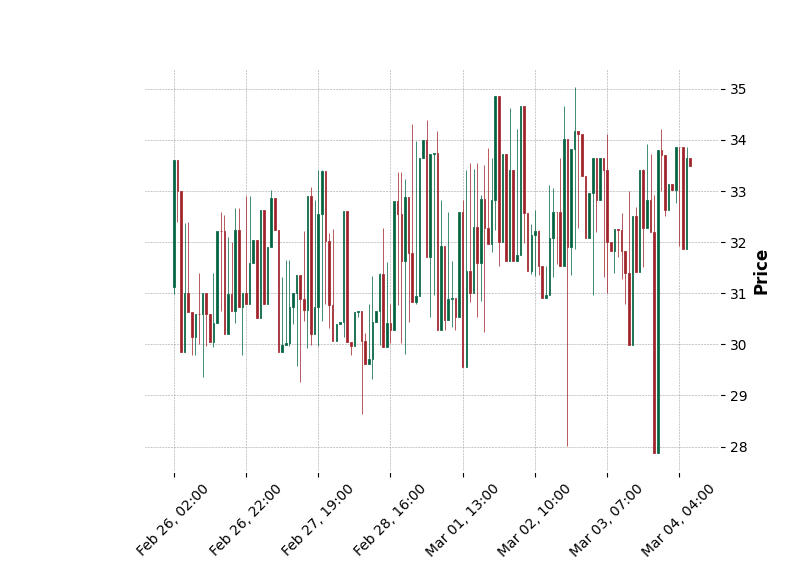 35
34
33
32
31
30
29
28
Price
Feb 26, 02:00
Feb 26, 22:00
Feb 27, 19:00
Feb 28, 16:00
Mar 01, 13:00
Mar 02, 10:00
Mar 03, 07:00
Mar 04, 04:00